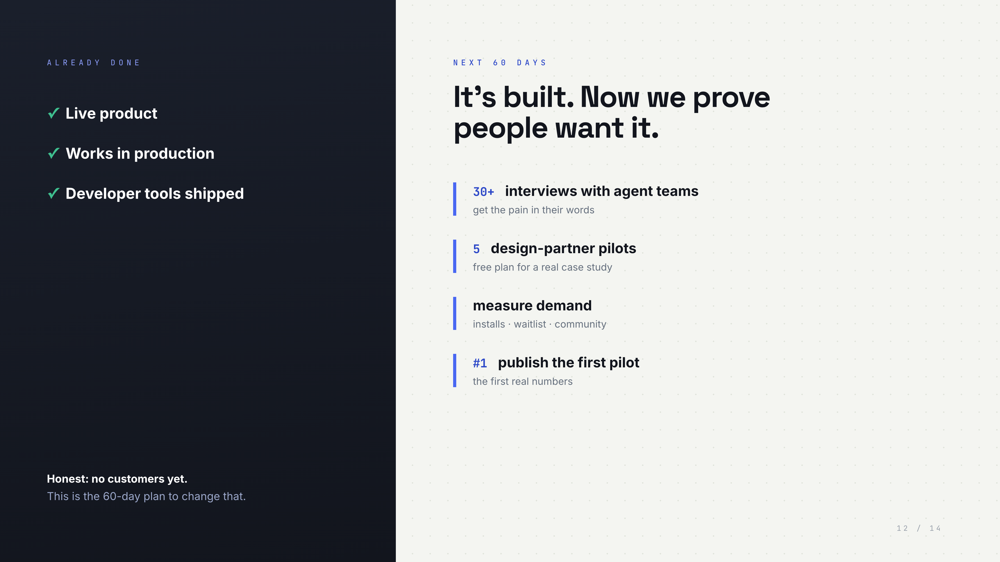 ALREADY DONE
✓ Live product
✓ Works in production
✓ Developer tools shipped
Honest: no customers yet.
This is the 60-day plan to change that.
NEXT 60 DAYS
It’s built. Now we prove
people want it.
30+ interviews with agent teams
get the pain in their words
5 design-partner pilots
free plan for a real case study
measure demand
installs · waitlist · community
#1 publish the first pilot
the first real numbers
12 / 14